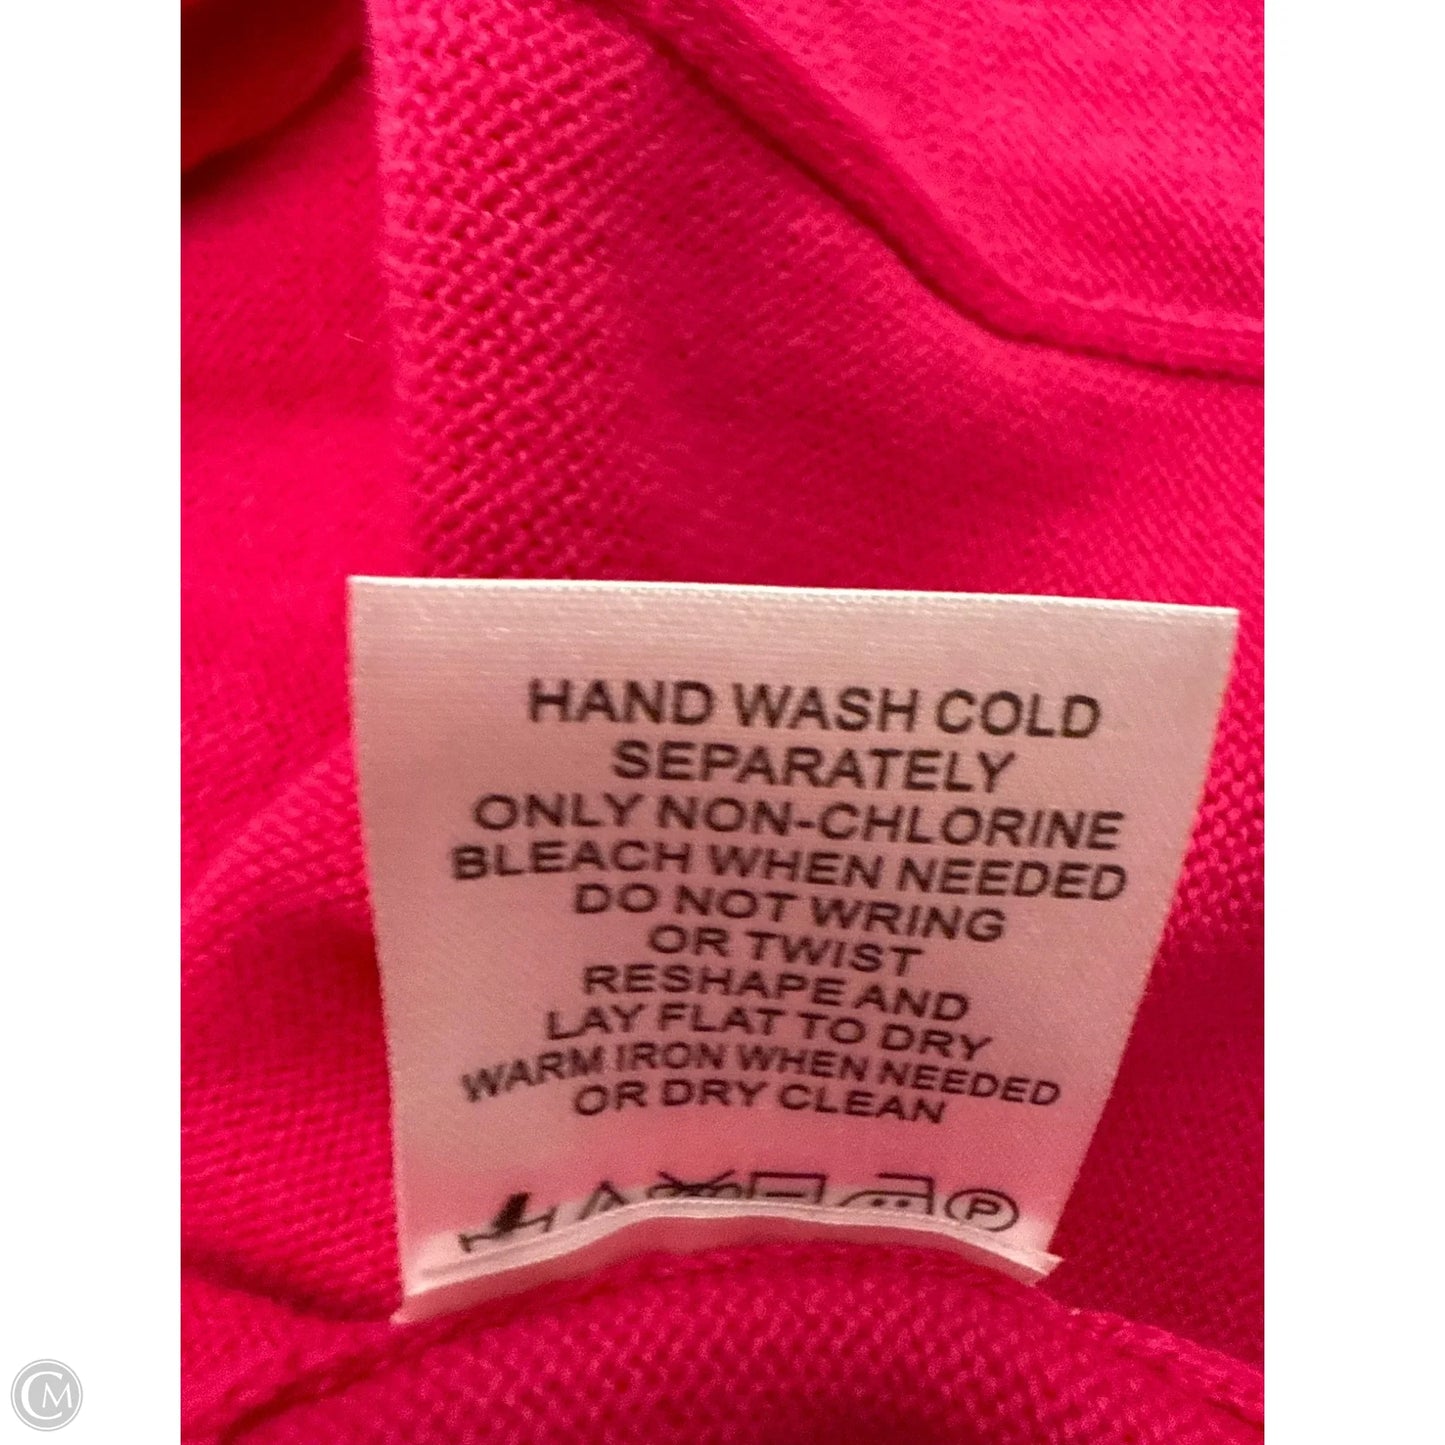 HAND WASH COLD
SEPARATELY
ONLY NON-CHLORINE
BLEACH WHEN NEEDED
DO NOT WRING
OR TWIST
RESHAPE AND
LAY FLAT TO DRY
WARM IRON WHEN NEEDED
OR DRY CLEAN
P
CM